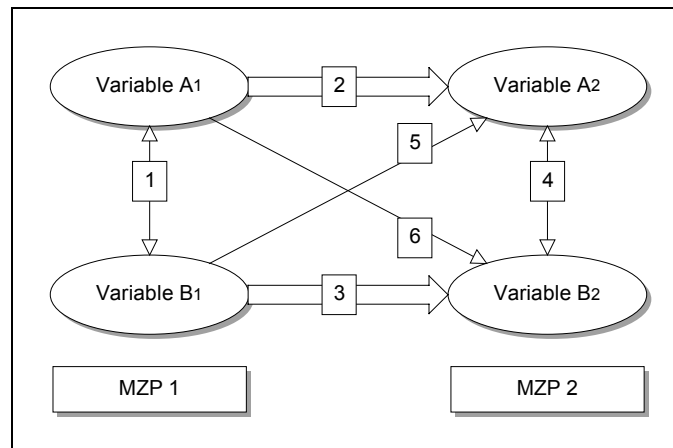 Variable A1
2
Variable A2
5
1
4
6
Variable B1
3
Variable B2
MZP 1
MZP 2